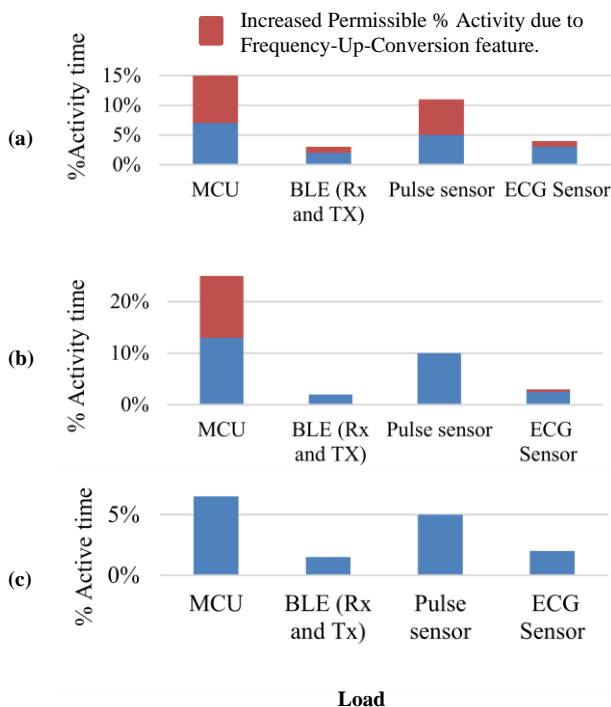 Increased Permissible % Activity due to
Frequency-Up-Conversion feature.
(a)
%Activity time
15%
10%
5%
0%
MCU
BLE (Rx
and TX)
Pulse sensor
ECG Sensor
(b)
% Activity time
20%
10%
0%
MCU
BLE (Rx
and TX)
Pulse sensor
ECG
Sensor
(c)
% Active time
5%
0%
MCU
BLE (Rx
and Tx)
Pulse
sensor
ECG
Sensor
Load